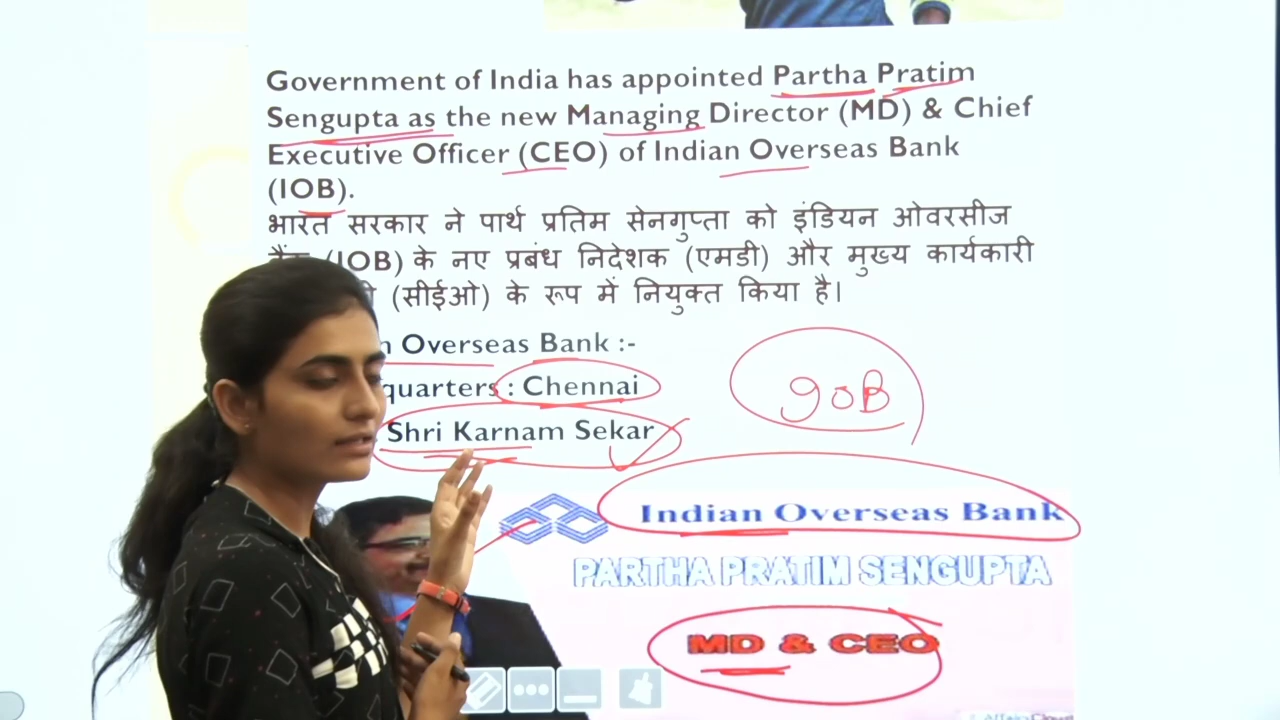 Government of India has appointed Partha Pratim
Sengupta as the new Managing Director (MD) & Chief
Executive Officer (CEO) of Indian Overseas Bank
(IOB).
भारत सरकार ने पार्थ प्रतिम सेनगुप्ता को इंडियन ओवरसीज
(IOB) के नए प्रबंध निदेशक (एमडी) और मुख्य कार्यकारी
(सीईओ) के रूप में नियुक्त किया है।
Overseas Bank :-
quarters : Chennai
Shri Karnam Sekar
IOB
Indian Overseas Bank
PARTHA PRATIM SENGUPTA
MD & CEO